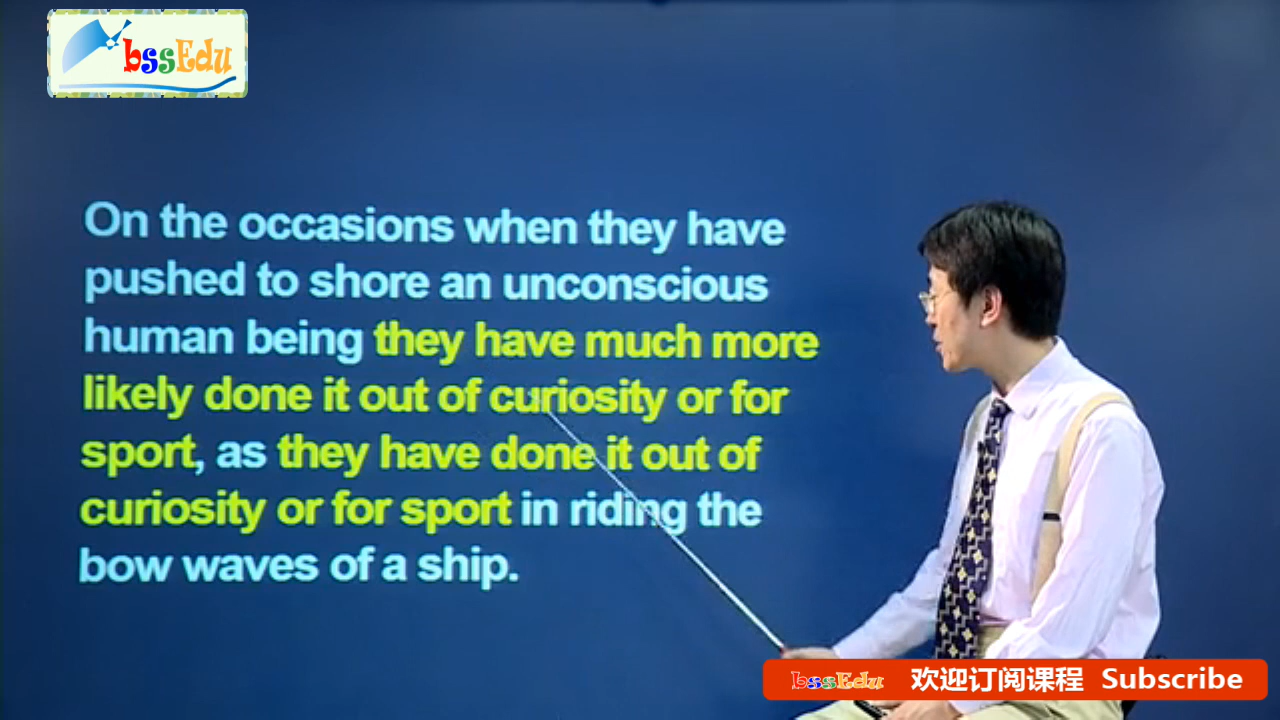 bssEdu
On the occasions when they have
pushed to shore an unconscious
human being they have much more
likely done it out of curiosity or for
sport, as they have done it out of
curiosity or for sport in riding the
bow waves of a ship.
bssEdu 欢迎订阅课程 Subscribe